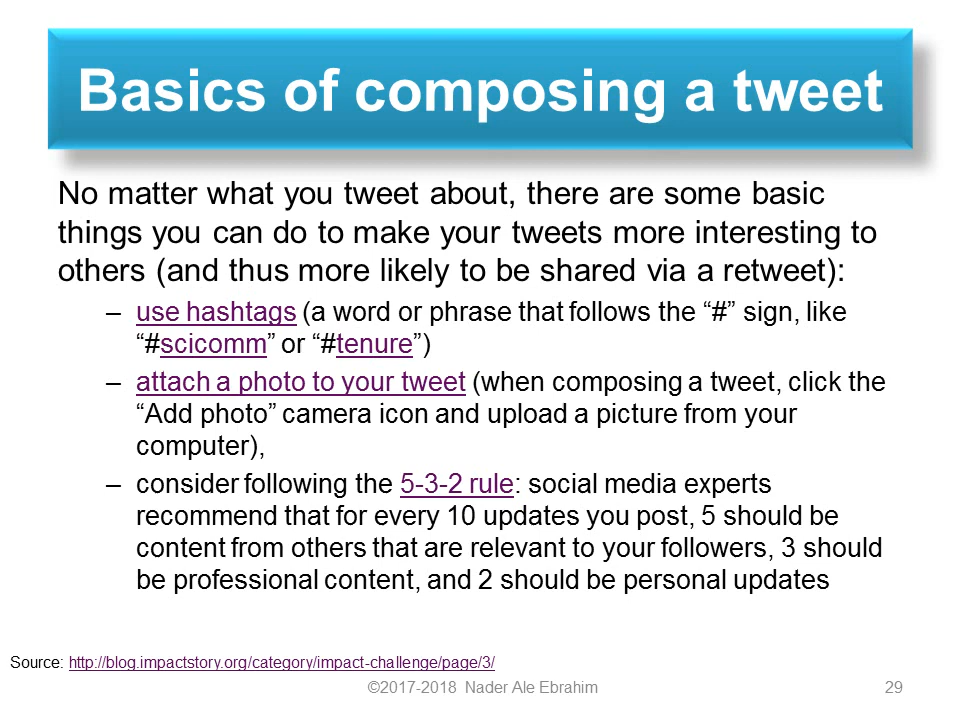 Basics of composing a tweet
No matter what you tweet about, there are some basic
things you can do to make your tweets more interesting to
others (and thus more likely to be shared via a retweet):
– use hashtags (a word or phrase that follows the “#” sign, like
“#scicomm” or “#tenure”)
– attach a photo to your tweet (when composing a tweet, click the
“Add photo” camera icon and upload a picture from your
computer),
– consider following the 5-3-2 rule: social media experts
recommend that for every 10 updates you post, 5 should be
content from others that are relevant to your followers, 3 should
be professional content, and 2 should be personal updates
Source: http://blog.impactstory.org/category/impact-challenge/page/3/
©2017-2018 Nader Ale Ebrahim
29